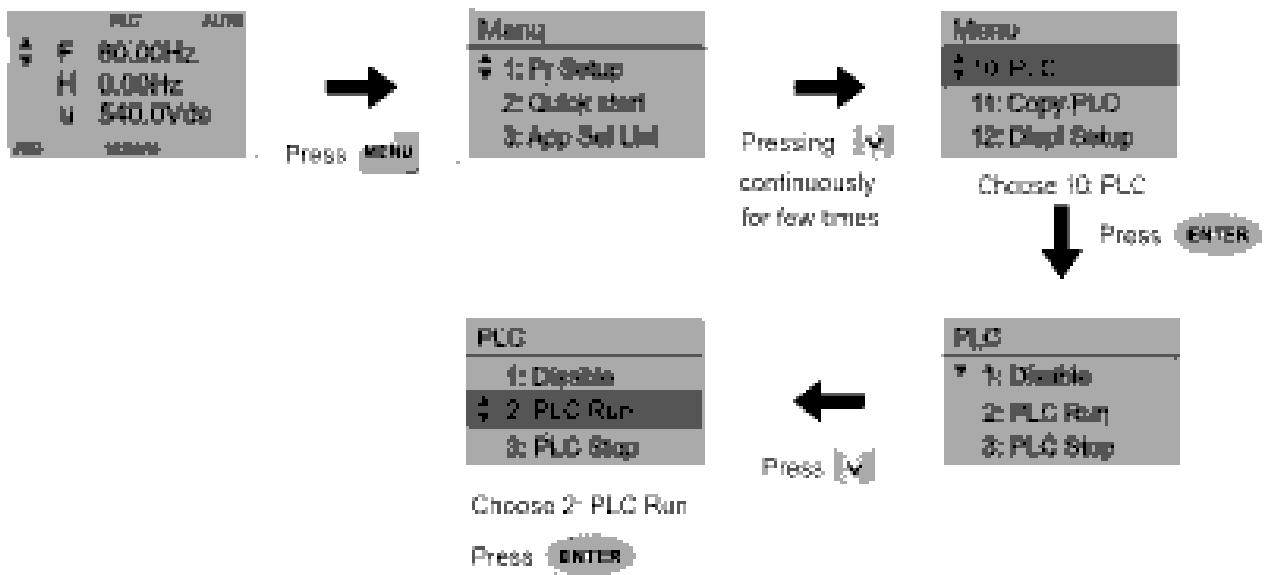 PLC AUTO
F 60.00Hz
H 0.00Hz
u 540.0Vdc
Press MENU
Menu
1: Pr Setup
2: Quick start
3: App Sel List
Pressing
continuously
for few times
Menu
10: PLC
11: Copy PLC
12: Displ Setup
Choose 10: PLC
Press ENTER
PLC
1: Disable
2: PLC Run
3: PLC Stop
Press
PLC
1: Disable
2: PLC Run
3: PLC Stop
Choose 2: PLC Run
Press ENTER